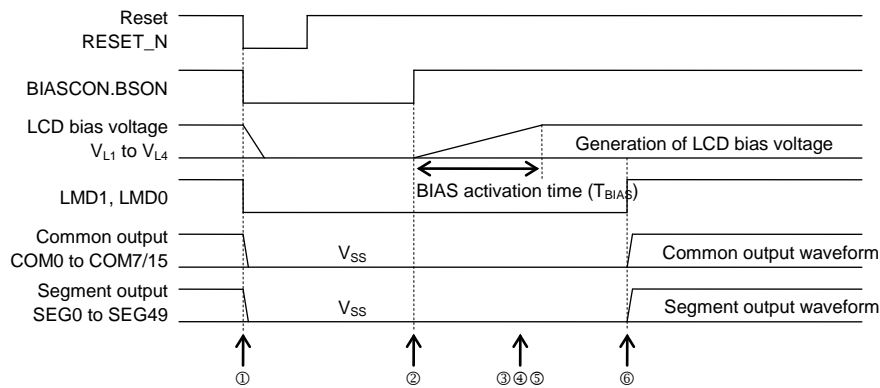 Reset
RESET_N
BIASCON.BSON
LCD bias voltage
VL1 to VL4
Generation of LCD bias voltage
BIAS activation time (TBIAS)
LMD1, LMD0
Common output
COM0 to COM7/15
VSS
Common output waveform
Segment output
SEG0 to SEG49
VSS
Segment output waveform
① ② ③④⑤ ⑥